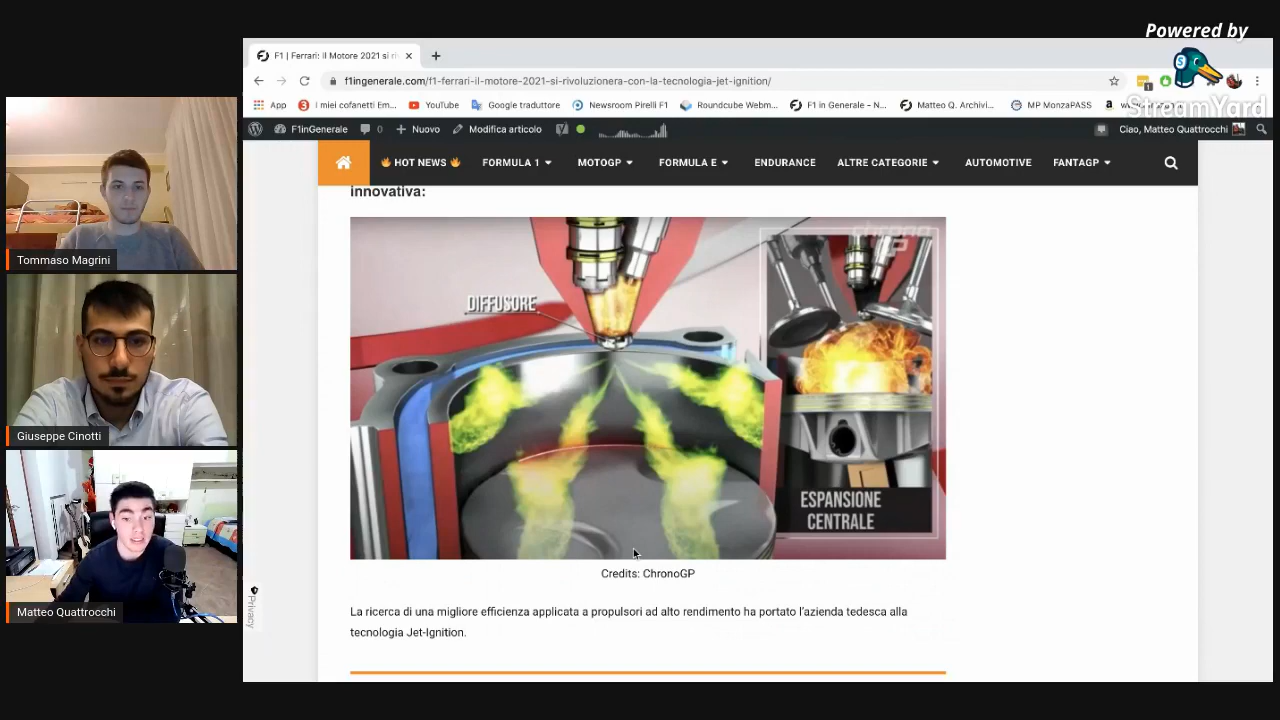 Powered by
StreamYard
F1 | Ferrari: Il Motore 2021 si ri
f1ingenerale.com/f1-ferrari-il-motore-2021-si-rivoluzionera-con-la-tecnologia-jet-ignition/
App
I miei cofanetti Em...
YouTube
Google traduttore
Newsroom Pirelli F1
Roundcube Webm...
F1 in Generale – N...
Matteo Q. Archivi...
MP MonzaPASS
F1inGenerale
0
Nuovo
Modifica articolo
Ciao, Matteo Quattrocchi
HOT NEWS
FORMULA 1
MOTOGP
FORMULA E
ENDURANCE
ALTRE CATEGORIE
AUTOMOTIVE
FANTAGP
innovativa:
DIFFUSORE
ESPANSIONE
CENTRALE
Credits: ChronoGP
La ricerca di una migliore efficienza applicata a propulsori ad alto rendimento ha portato l'azienda tedesca alla
tecnologia Jet-Ignition.
Privacy
Tommaso Magrini
Giuseppe Cinotti
Matteo Quattrocchi